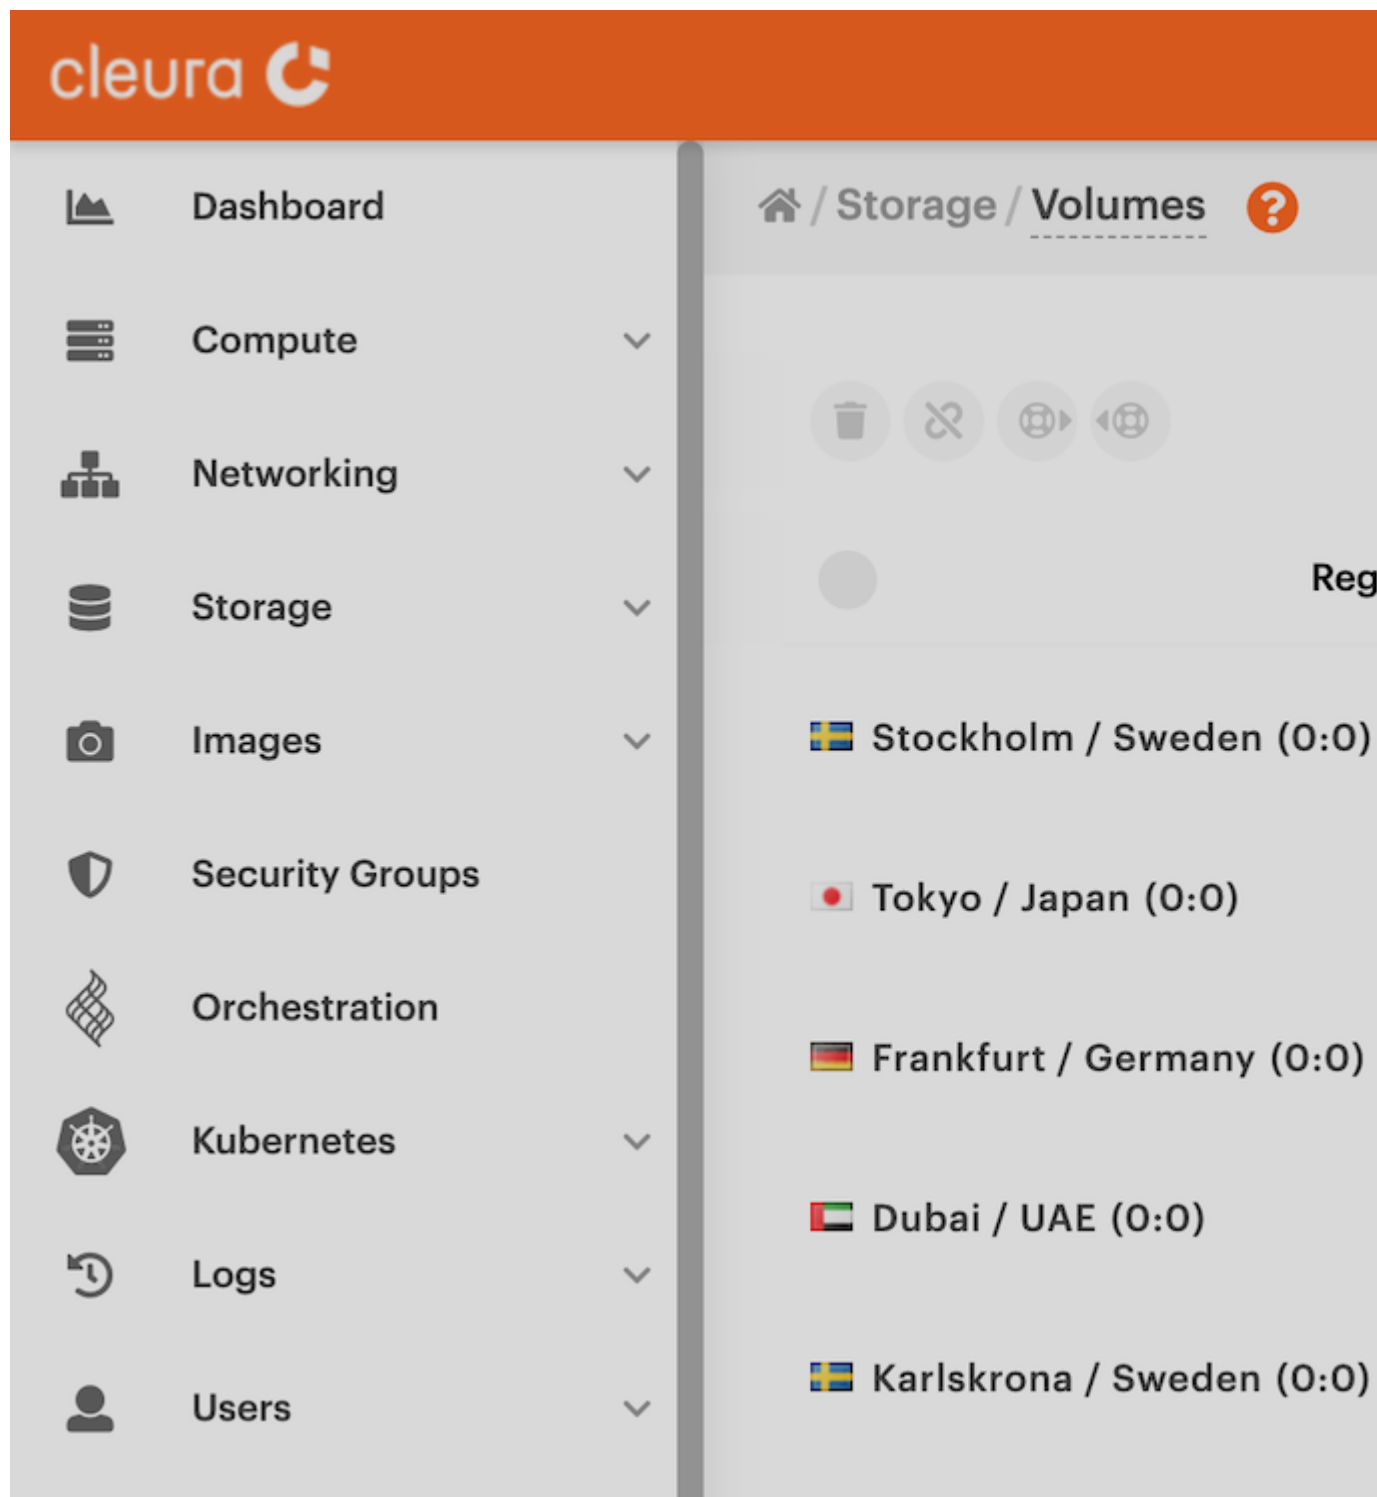 cleura
Dashboard
Compute
Networking
Storage
Images
Security Groups
Orchestration
Kubernetes
Logs
Users
/ Storage / Volumes ?
Reg
Stockholm / Sweden (0:0)
Tokyo / Japan (0:0)
Frankfurt / Germany (0:0)
Dubai / UAE (0:0)
Karlskrona / Sweden (0:0)